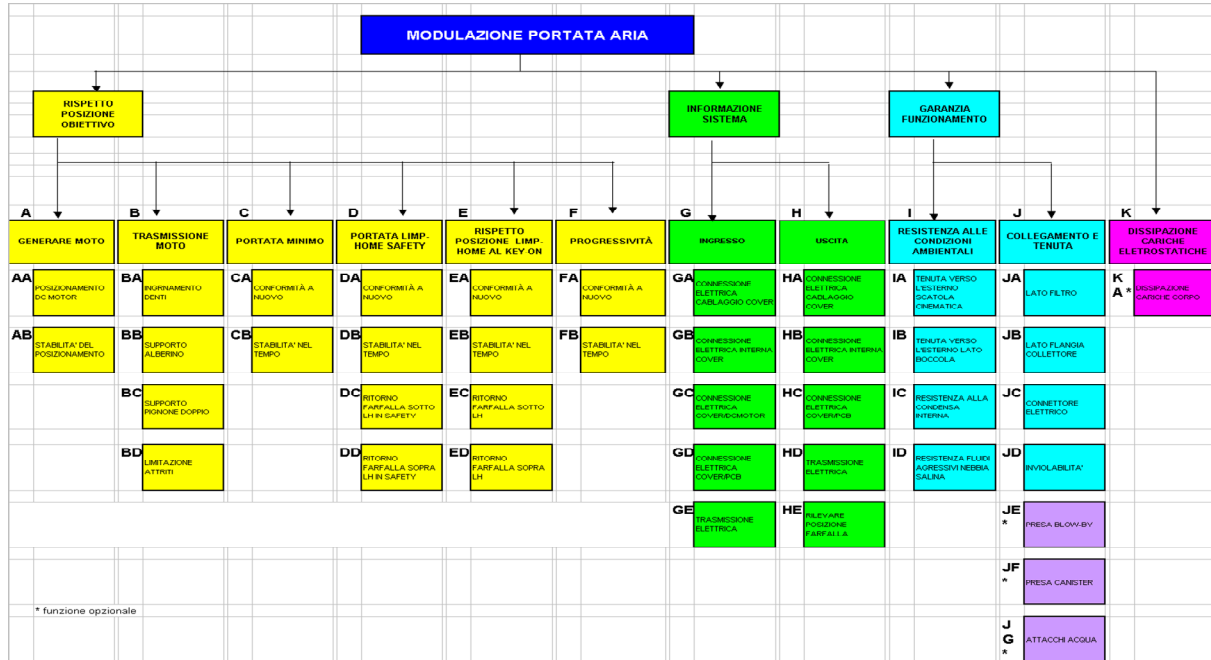 MODULAZIONE PORTATA ARIA
RISPETTO
POSIZIONE
OBIETTIVO
INFORMAZIONE
SISTEMA
GARANZIA
FUNZIONAMENTO
A
B
C
D
E
F
G
H
I
J
K
GENERARE MOTO
TRASMISSIONE
MOTO
PORTATA MINIMO
PORTATA LIMP-
HOME SAFETY
RISPETTO
POSIZIONE LIMP-
HOME AL KEY-ON
PROGRESSIVITÀ
INGRESSO
USCITA
RESISTENZA ALLE
CONDIZIONI
AMBIENTALI
COLLEGAMENTO E
TENUTA
DISSIPAZIONE
CARICHE
ELETROSTATICHE
AA
POSIZIONAMENTO
DC MOTOR
BA
INGRNAMENTO
DENTI
CA
CONFORMITÀ A
NUOVO
DA
CONFORMITÀ A
NUOVO
EA
CONFORMITÀ A
NUOVO
FA
CONFORMITÀ A
NUOVO
GA
CONNESSIONE
ELETTRICA
CABLAGGIO COVER
HA
CONNESSIONE
ELETTRICA
CABLAGGIO
COVER
IA
TENUTA VERSO
L'ESTERNO
SCATOLA
CINEMATICA
JA
LATO FILTRO
K
A *
DISSIPAZIONE
CARICHE CORPO
AB
STABILITA' DEL
POSIZIONAMENTO
BB
SUPPORTO
ALBERINO
CB
STABILITA' NEL
TEMPO
DB
STABILITA' NEL
TEMPO
EB
STABILITA' NEL
TEMPO
FB
STABILITA' NEL
TEMPO
GB
CONNESSIONE
ELETTRICA INTERNA
COVER
HB
CONNESSIONE
ELETTRICA INTERNA
COVER
IB
TENUTA VERSO
L'ESTERNO LATO
BOCCOLA
JB
LATO FLANGIA
COLLETTORE
BC
SUPPORTO
PIGNONE DOPPIO
DC
RITORNO
FARFALLA SOTTO
LH IN SAFETY
EC
RITORNO
FARFALLA SOTTO
LH
GC
CONNESSIONE
ELETTRICA
COVER/DCMOTOR
HC
CONNESSIONE
ELETTRICA
COVER/PCB
IC
RESISTENZA ALLA
CONDENSA
INTERNA
JC
CONNETTORE
ELETTRICO
BD
LIMITAZIONE
ATTRITI
DD
RITORNO
FARFALLA SOPRA
LH IN SAFETY
ED
RITORNO
FARFALLA SOPRA
LH
GD
CONNESSIONE
ELETTRICA
COVER/PCB
HD
TRASMISSIONE
ELETTRICA
ID
RESISTENZA FLUIDI
AGRESSIVI NEBBIA
SALINA
JD
INVIOLABILITA'
GE
TRASMISSIONE
ELETTRICA
HE
RILEVARE
POSIZIONE
FARFALLA
JE
*
PRESA BLOW-BY
JF
*
PRESA CANISTER
J
G
*
ATTACCHI ACQUA
* funzione opzionale